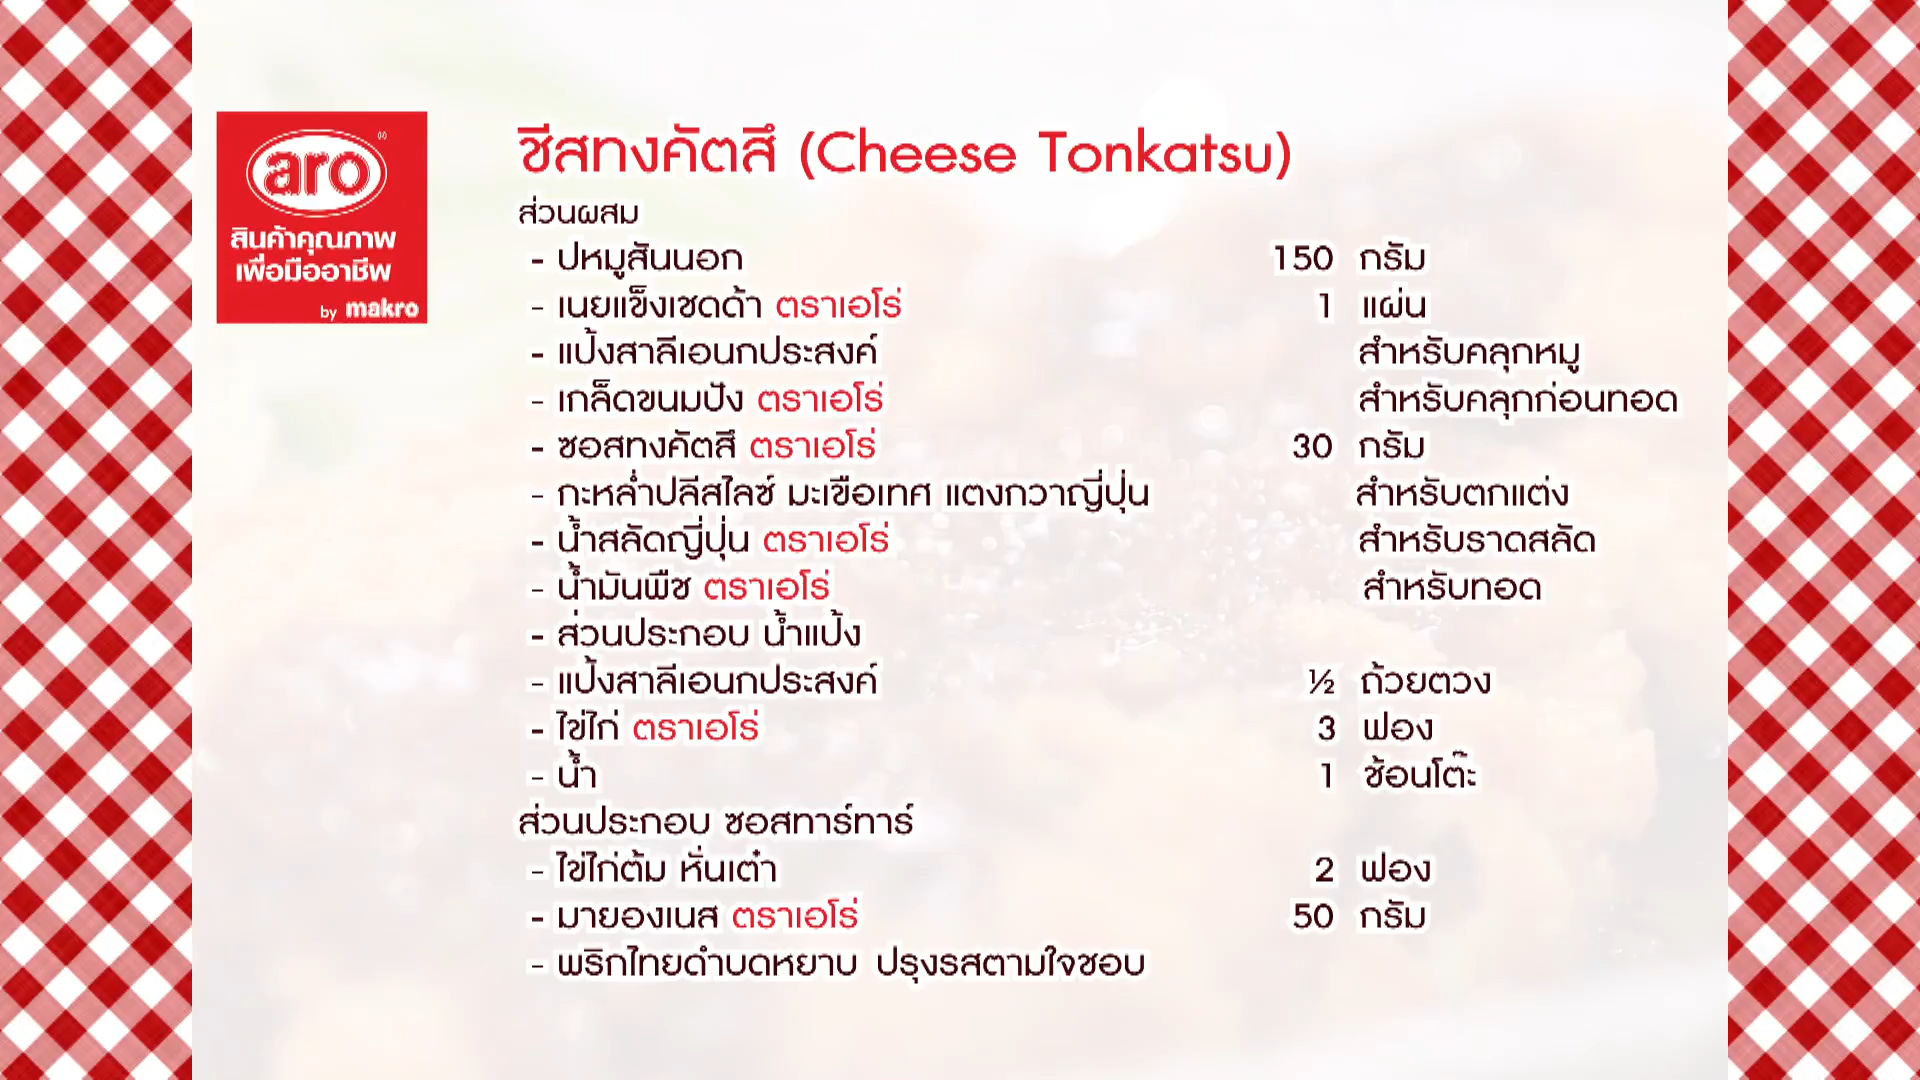 aro
สินค้าคุณภาพ
เพื่อมืออาชีพ
by makro
ชีสทงคัตสึ (Cheese Tonkatsu)
ส่วนผสม
- ปหมูสันนอก 150 กรัม
- เนยแข็งเชดด้า ตราเอโร่ 1 แผ่น
- แป้งสาลีเอนกประสงค์ สำหรับคลุกหมู
- เกล็ดขนมปัง ตราเอโร่ สำหรับคลุกก่อนทอด
- ซอสทงคัตสึ ตราเอโร่ 30 กรัม
- กะหล่ำปลีสไลซ์ มะเขือเทศ แตงกวาญี่ปุ่น สำหรับตกแต่ง
- น้ำสลัดญี่ปุ่น ตราเอโร่ สำหรับราดสลัด
- น้ำมันพืช ตราเอโร่ สำหรับทอด
- ส่วนประกอบ น้ำแป้ง
- แป้งสาลีเอนกประสงค์ ½ ถ้วยตวง
- ไข่ไก่ ตราเอโร่ 3 ฟอง
- น้ำ 1 ช้อนโต๊ะ
ส่วนประกอบ ซอสทาร์ทาร์
- ไข่ไก่ต้ม หั่นเต๋า 2 ฟอง
- มายองเนส ตราเอโร่ 50 กรัม
- พริกไทยดำบดหยาบ ปรุงรสตามใจชอบ